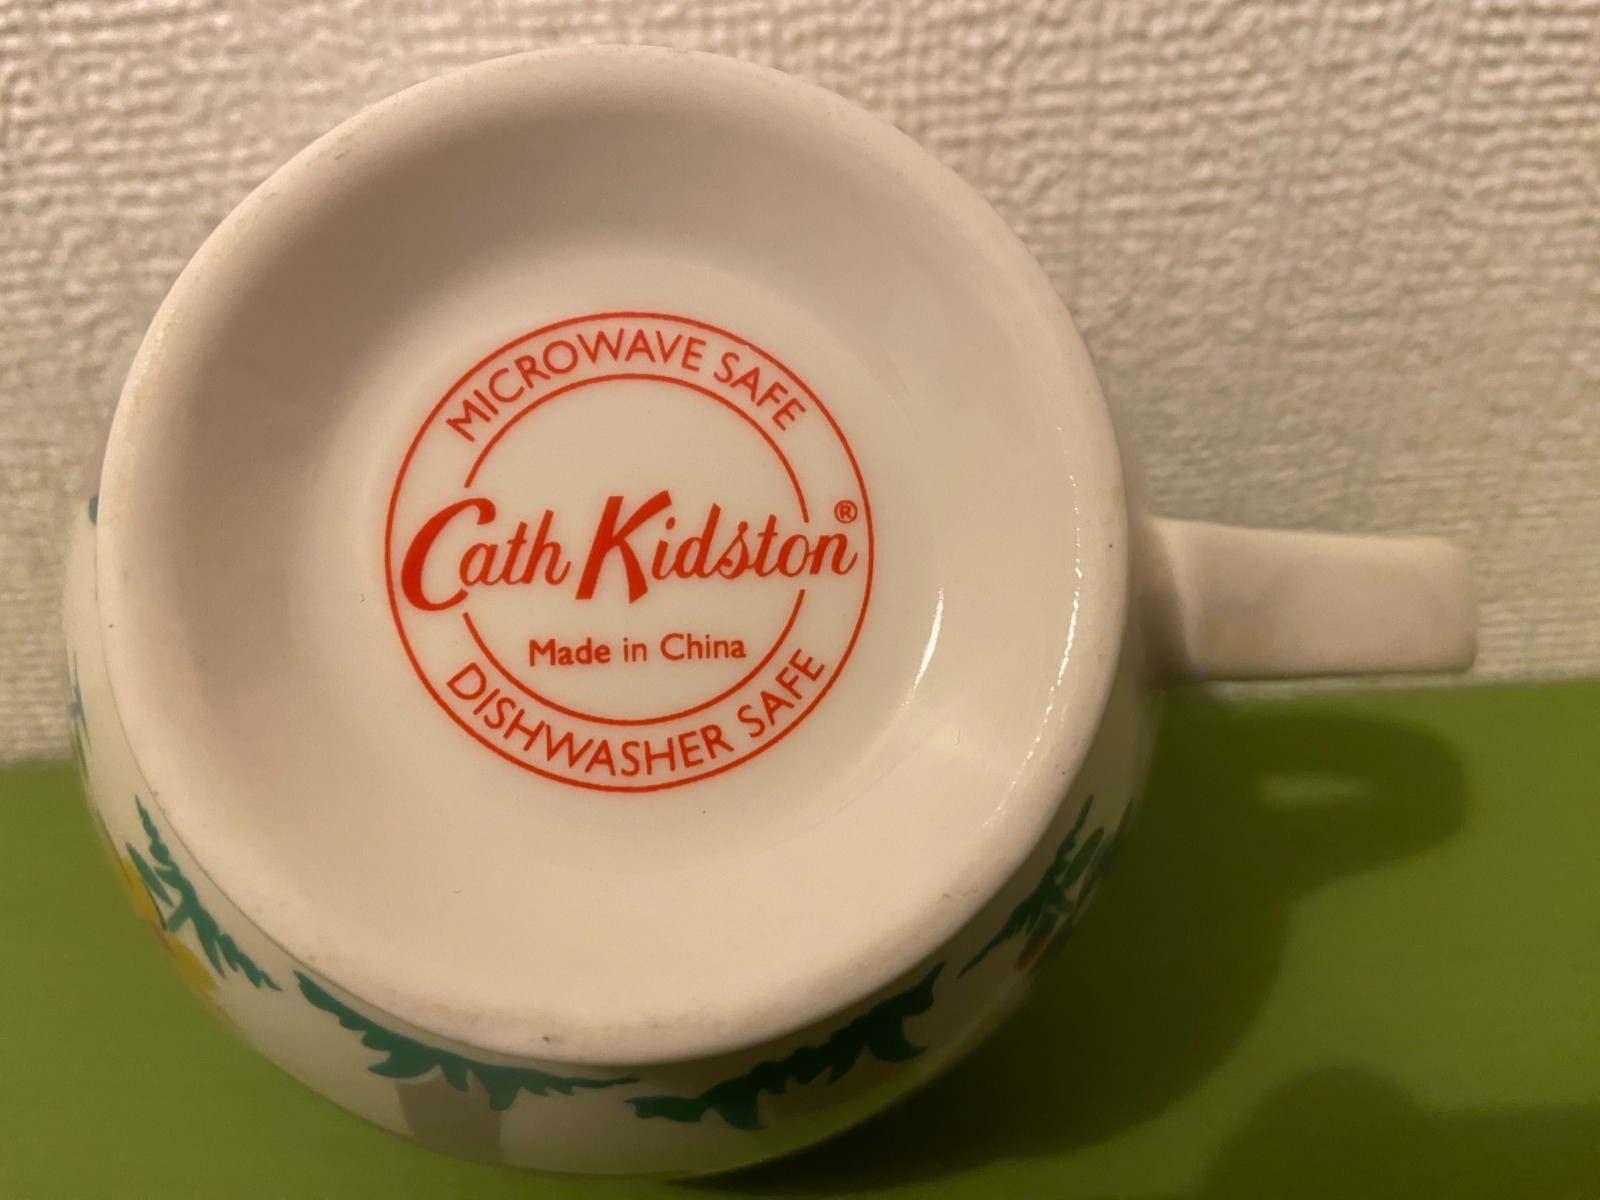 MICROWAVE SAFE
Cath Kidston®
Made in China
DISHWASHER SAFE